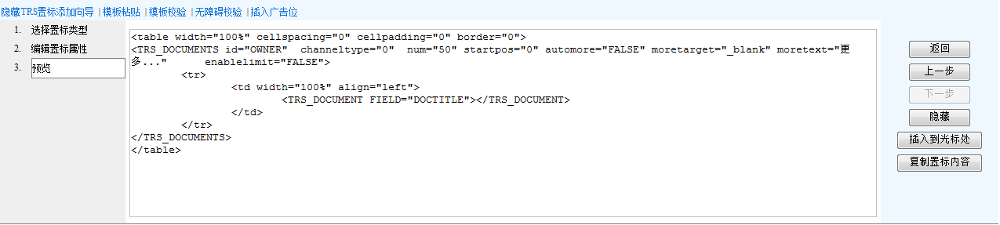 隐藏TRS置标添加向导 |模板粘贴 |模板校验 |无障碍校验 |插入广告位
1. 选择置标类型
2. 编辑置标属性
3. 预览
<table width="100%" cellspacing="0" cellpadding="0" border="0">
<TRS_DOCUMENTS id="OWNER"  channeltype="0"  num="50" startpos="0" automore="FALSE" moretarget="_blank" moretext="更
多..."      enablelimit="FALSE">
        <tr>
                <td width="100%" align="left">
                        <TRS_DOCUMENT FIELD="DOCTITLE"></TRS_DOCUMENT>
                </td>
        </tr>
</TRS_DOCUMENTS>
</table>
返回
上一步
下一步
隐藏
插入到光标处
复制置标内容